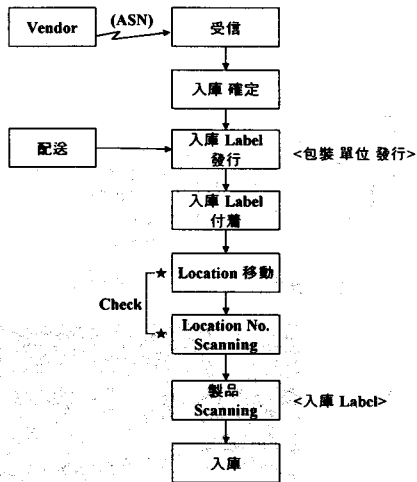 Vendor
(ASN)
受信
入庫 確定
配送
入庫 Label
發行
<包裝 單位 發行>
入庫 Label
付着
Location 移動
Check
Location No.
Scanning
製品
Scanning
<入庫 Label>
入庫